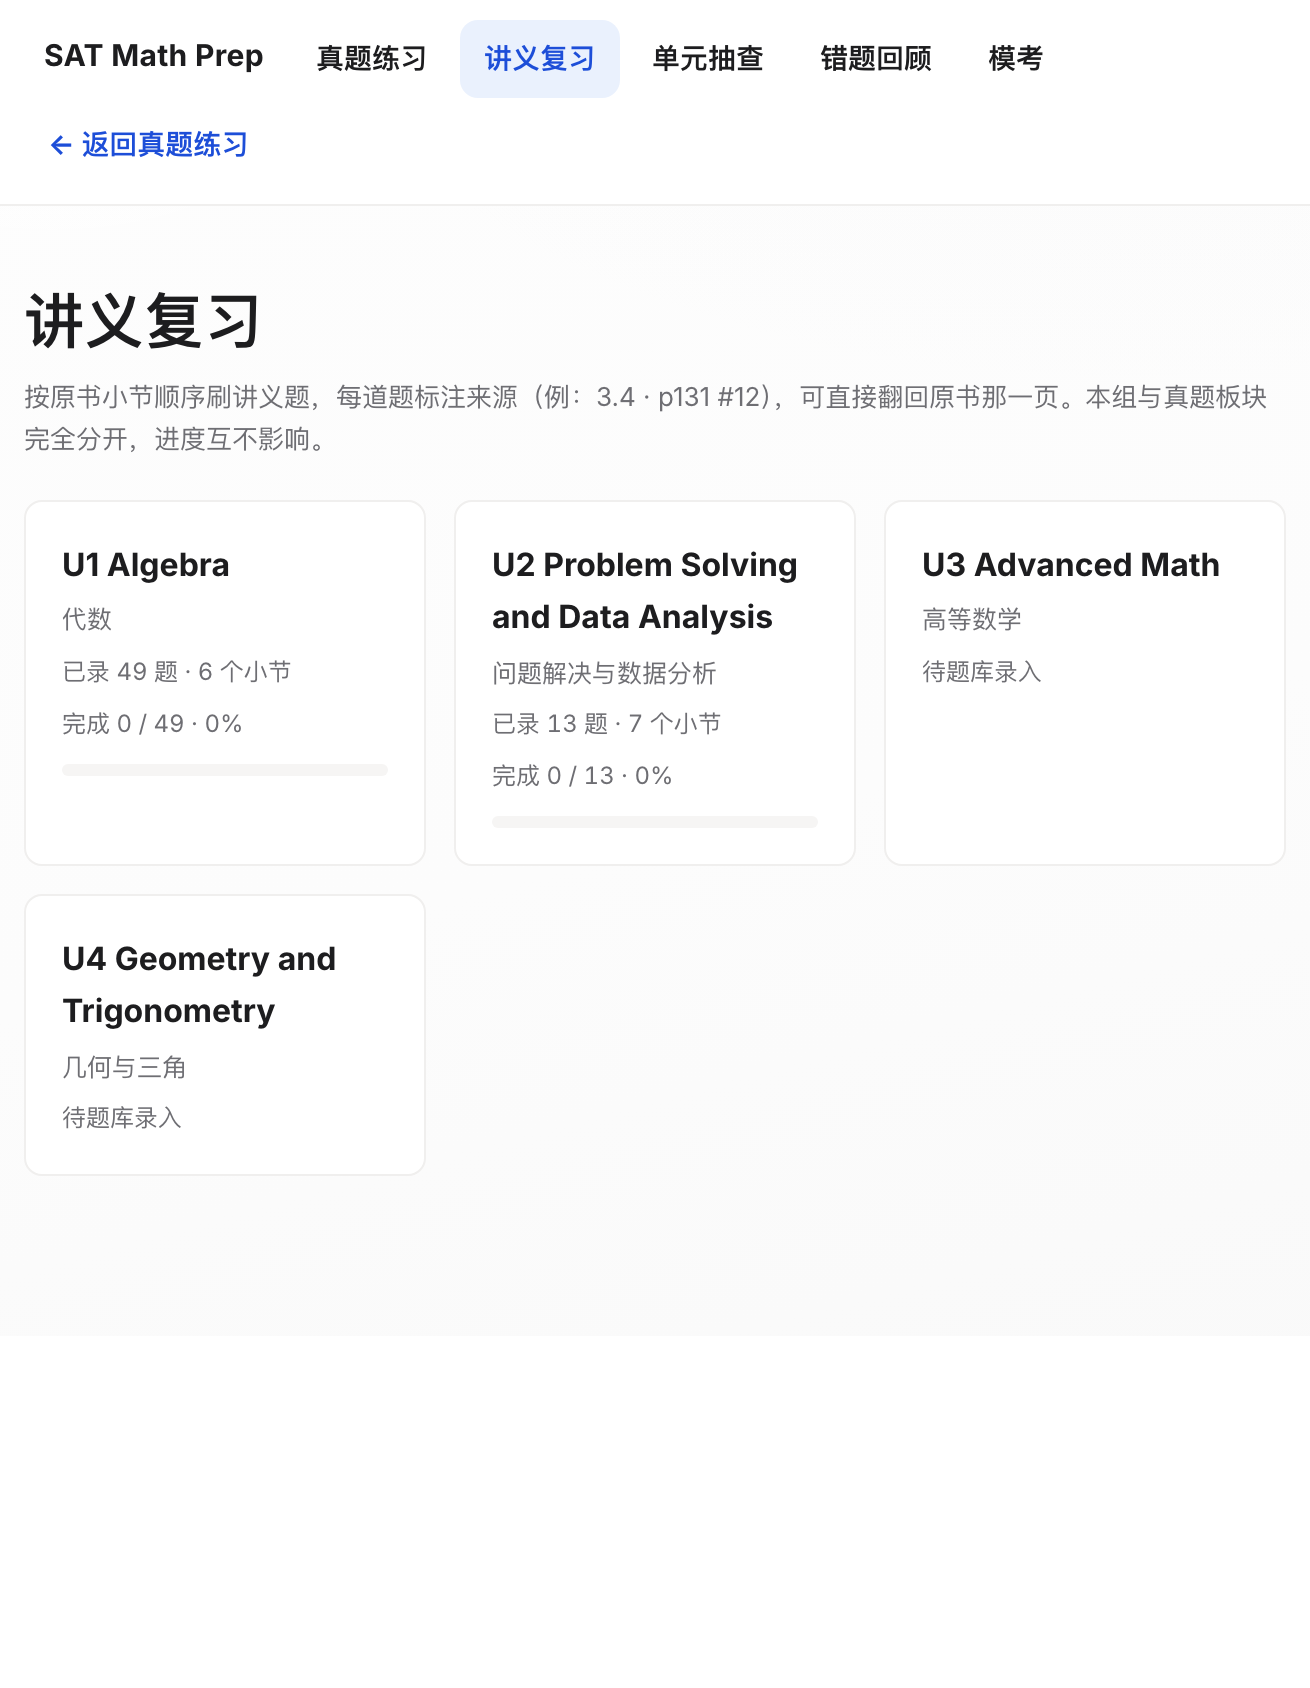 SAT Math Prep 真题练习 讲义复习 单元抽查 错题回顾 模考
← 返回真题练习
讲义复习
按原书小节顺序刷讲义题，每道题标注来源（例：3.4 · p131 #12），可直接翻回原书那一页。本组与真题板块
完全分开，进度互不影响。
U1 Algebra
代数
已录 49 题 · 6 个小节
完成 0 / 49 · 0%
U2 Problem Solving
and Data Analysis
问题解决与数据分析
已录 13 题 · 7 个小节
完成 0 / 13 · 0%
U3 Advanced Math
高等数学
待题库录入
U4 Geometry and
Trigonometry
几何与三角
待题库录入